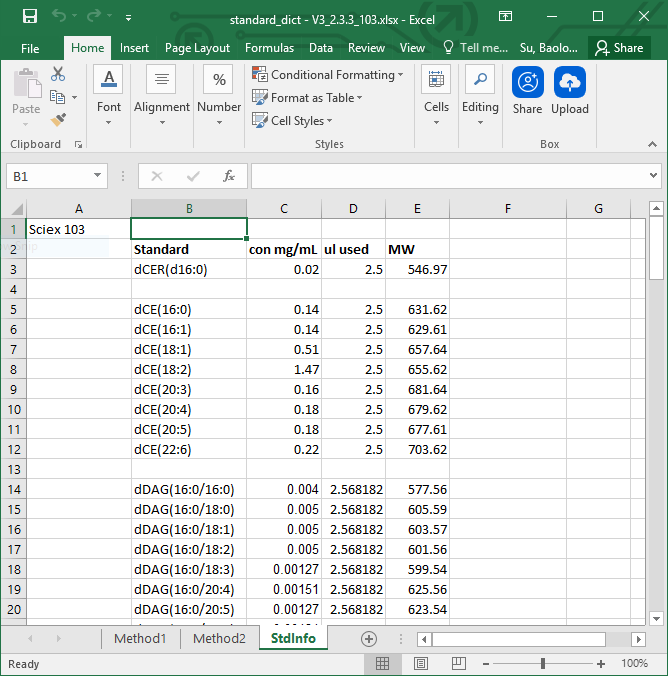 standard_dict - V3_2.3.3_103.xlsx - Excel
File Home Insert Page Layout Formulas Data Review View Tell me... Su, Baolo... Share
Paste Font Alignment Number Conditional Formatting Format as Table Cell Styles Cells Editing Share Upload
Clipboard Styles Box
B1 fx
A B C D E F G
1 Sciex 103
2 Standard con mg/mL ul used MW
3 dCER(d16:0) 0.02 2.5 546.97
4
5 dCE(16:0) 0.14 2.5 631.62
6 dCE(16:1) 0.14 2.5 629.61
7 dCE(18:1) 0.51 2.5 657.64
8 dCE(18:2) 1.47 2.5 655.62
9 dCE(20:3) 0.16 2.5 681.64
10 dCE(20:4) 0.18 2.5 679.62
11 dCE(20:5) 0.18 2.5 677.61
12 dCE(22:6) 0.22 2.5 703.62
13
14 dDAG(16:0/16:0) 0.004 2.568182 577.56
15 dDAG(16:0/18:0) 0.005 2.568182 605.59
16 dDAG(16:0/18:1) 0.005 2.568182 603.57
17 dDAG(16:0/18:2) 0.005 2.568182 601.56
18 dDAG(16:0/18:3) 0.00127 2.568182 599.54
19 dDAG(16:0/20:4) 0.00151 2.568182 625.56
20 dDAG(16:0/20:5) 0.00127 2.568182 623.54
Method1 Method2 StdInfo
Ready 100%